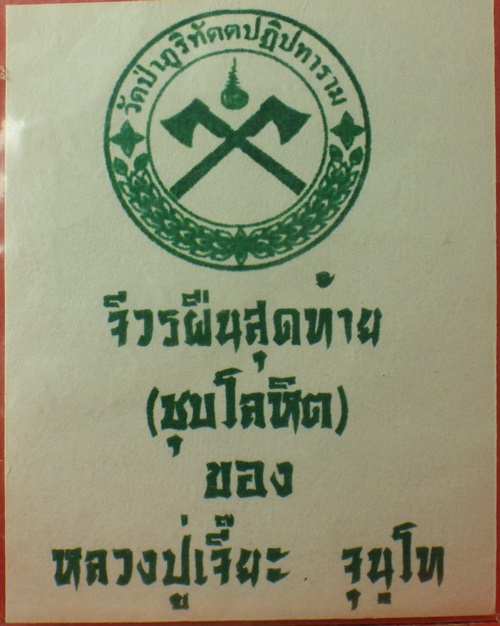 วัดป่าภูริทัตตปฏิปทาราม
จีวรผืนสุดท้าย
(ชุบโลหิต)
ของ
หลวงปู่เจี๊ยะ จุนฺโท